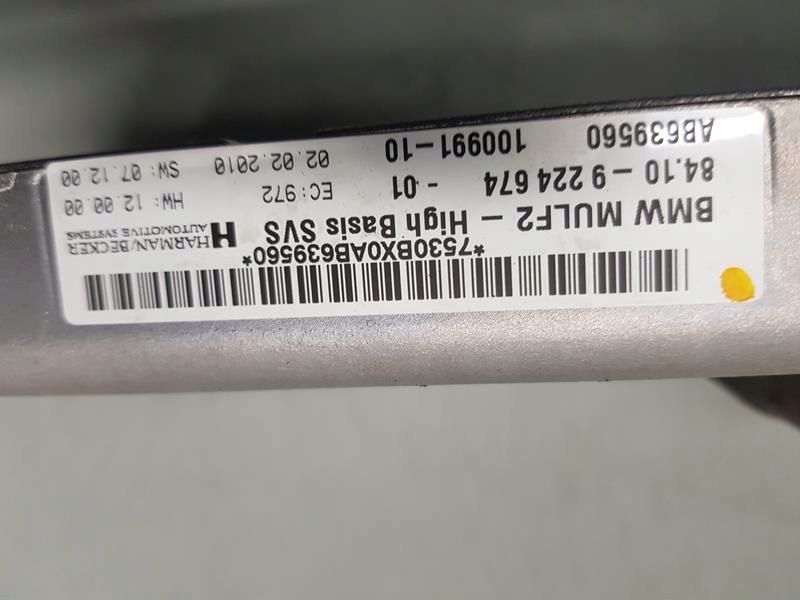 *7530BX0AB639560*
BMW MULF2 – High Basis SVS
84.10 – 9 224 674 - 01
AB639560 100991-10
HARMAN/BECKER
AUTOMOTIVE SYSTEMS
EC:972 HW: 12.00.00
02.02.2010 SW: 07.12.00